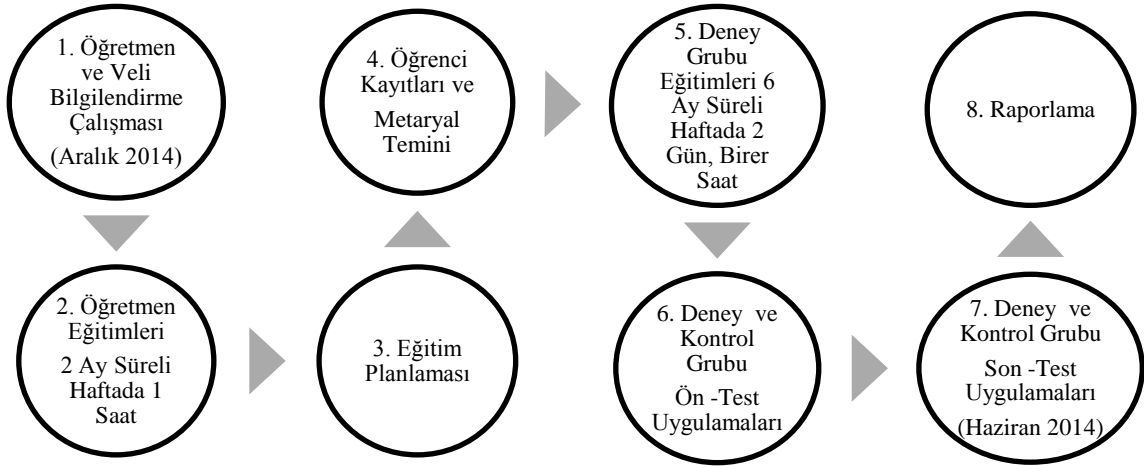 1. Öğretmen
ve Veli
Bilgilendirme
Çalışması
(Aralık 2014)
2. Öğretmen
Eğitimleri
2 Ay Süreli
Haftada 1
Saat
3. Eğitim
Planlaması
4. Öğrenci
Kayıtları ve
Metaryal
Temini
5. Deney
Grubu
Eğitimleri 6
Ay Süreli
Haftada 2
Gün, Birer
Saat
6. Deney ve
Kontrol
Grubu
Ön -Test
Uygulamaları
7. Deney ve
Kontrol Grubu
Son -Test
Uygulamaları
(Haziran 2014)
8. Raporlama